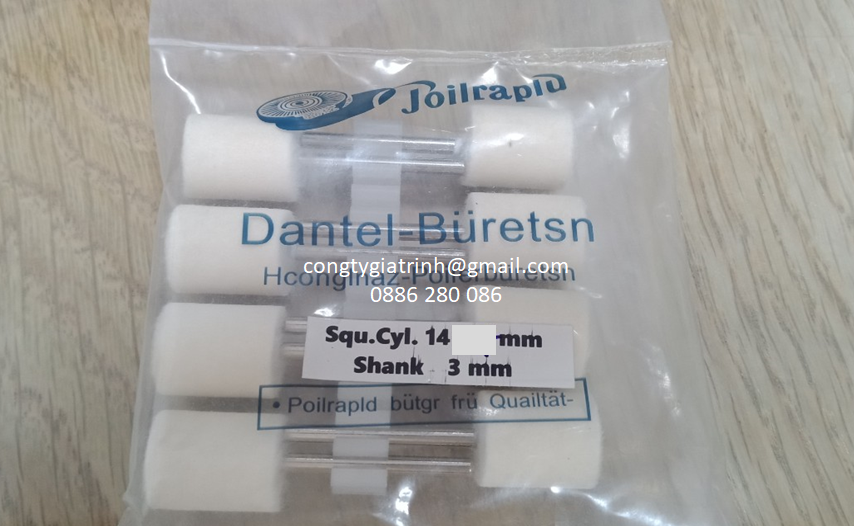 Joilrapld
Dantel-Büretsn
congtygiatrinh@gmail.com
0886 280 086
Squ.Cyl. 14 mm
Shank 3 mm
• Poilrapld bütgr frü Quailtät-